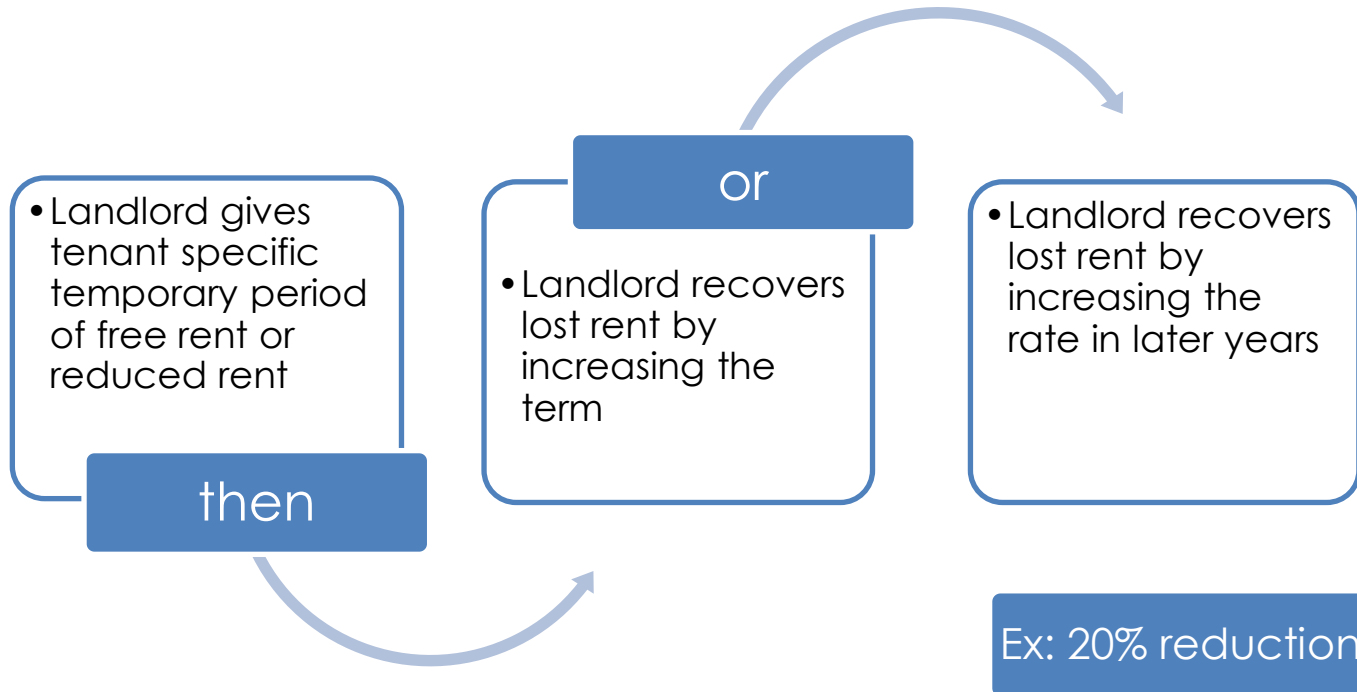 • Landlord gives
tenant specific
temporary period
of free rent or
reduced rent
then
or
• Landlord recovers
lost rent by
increasing the
term
• Landlord recovers
lost rent by
increasing the
rate in later years
Ex: 20% reduction